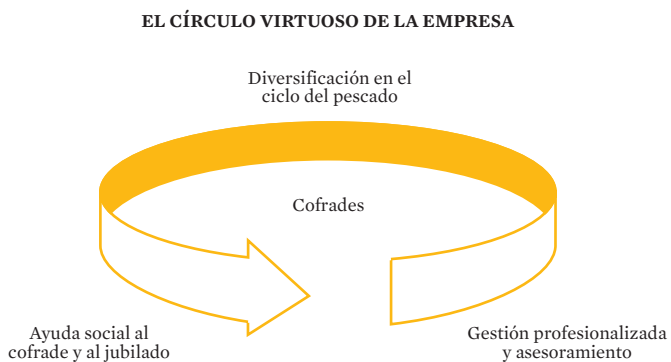 EL CÍRCULO VIRTUOSO DE LA EMPRESA
Diversificación en el
ciclo del pescado
Cofrades
Ayuda social al
cofrade y al jubilado
Gestión profesionalizada
y asesoramiento